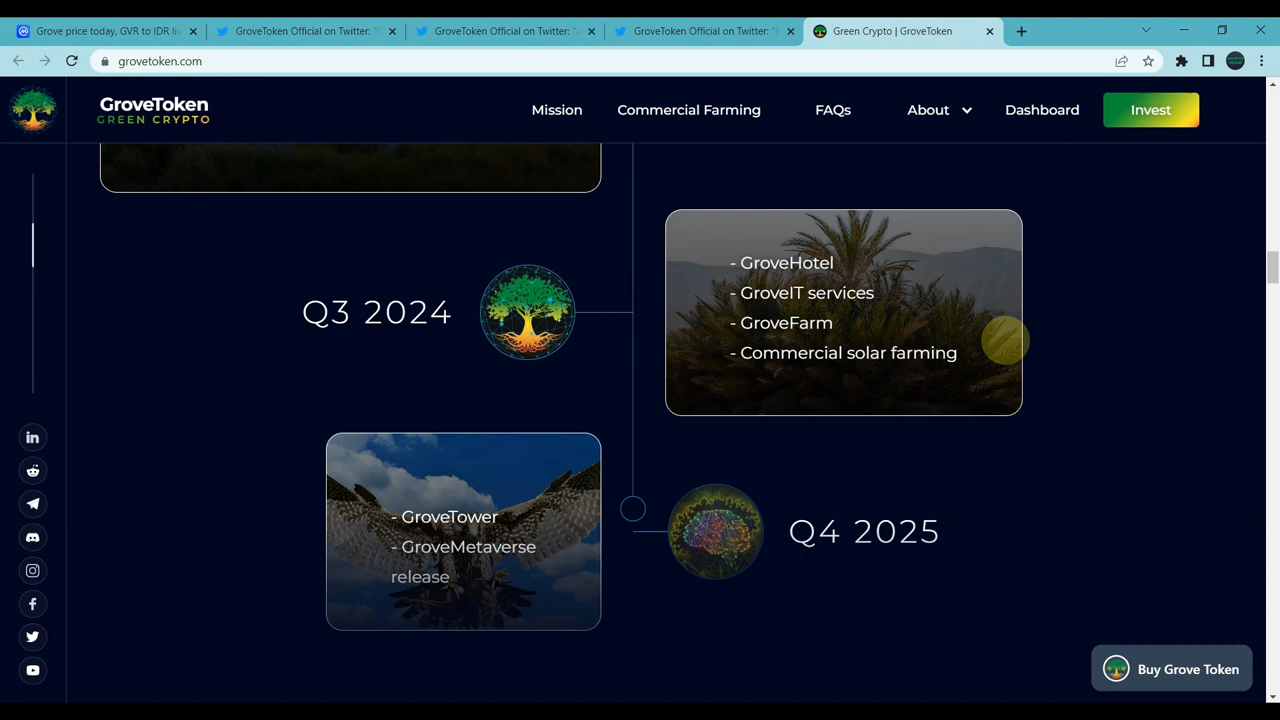 Grove price today, GVR to IDR li
GroveToken Official on Twitter: "
GroveToken Official on Twitter: "
GroveToken Official on Twitter: "
Green Crypto | GroveToken
grovetoken.com
GroveToken
GREEN CRYPTO
Mission
Commercial Farming
FAQs
About
Dashboard
Invest
Q3 2024
- GroveHotel
- GroveIT services
- GroveFarm
- Commercial solar farming
- GroveTower
- GroveMetaverse
release
Q4 2025
Buy Grove Token